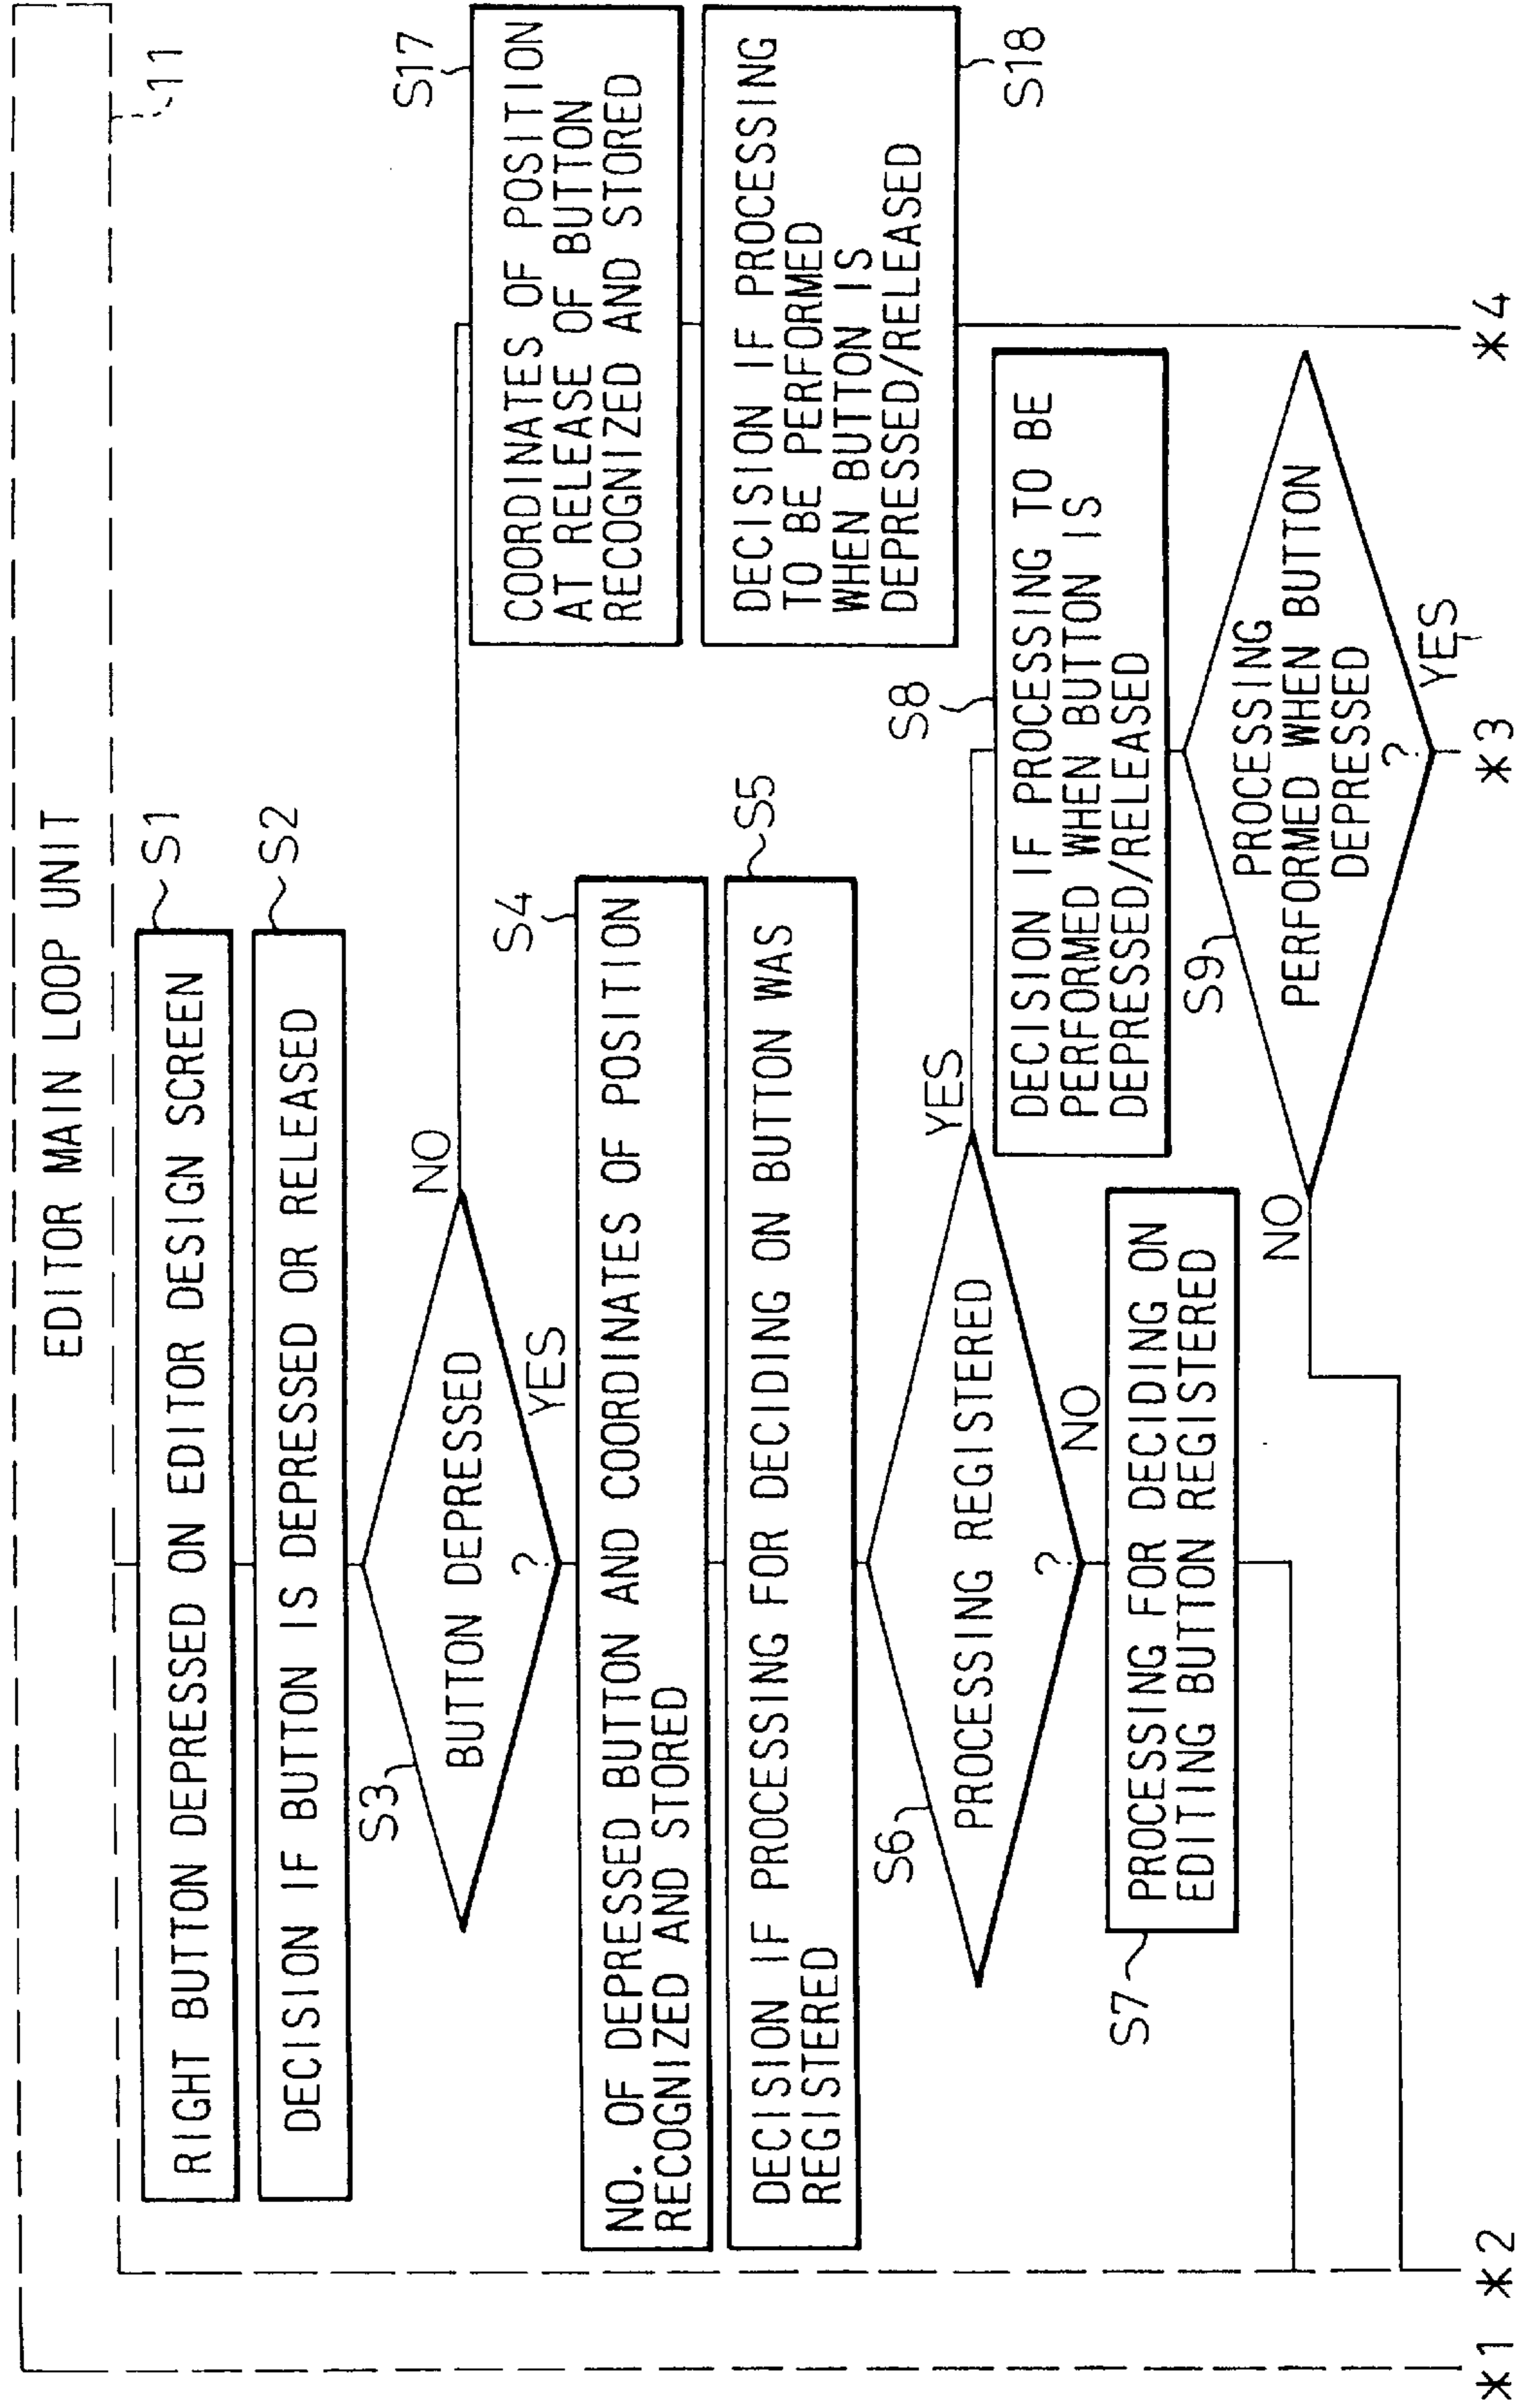 EDITOR MAIN LOOP UNIT
11
S1
RIGHT BUTTON DEPRESSED ON EDITOR DESIGN SCREEN
S2
DECISION IF BUTTON IS DEPRESSED OR RELEASED
S3
BUTTON DEPRESSED
?
NO
YES
S17
COORDINATES OF POSITION
AT RELEASE OF BUTTON
RECOGNIZED AND STORED
S18
DECISION IF PROCESSING
TO BE PERFORMED
WHEN BUTTON IS
DEPRESSED/RELEASED
S4
NO. OF DEPRESSED BUTTON AND COORDINATES OF POSITION
RECOGNIZED AND STORED
S5
DECISION IF PROCESSING FOR DECIDING ON BUTTON WAS
REGISTERED
S6
PROCESSING REGISTERED
?
YES
NO
S7
PROCESSING FOR DECIDING ON
EDITING BUTTON REGISTERED
S8
DECISION IF PROCESSING TO BE
PERFORMED WHEN BUTTON IS
DEPRESSED/RELEASED
S9
PROCESSING
PERFORMED WHEN BUTTON
DEPRESSED
?
NO
YES
*1 *2
*3
*4